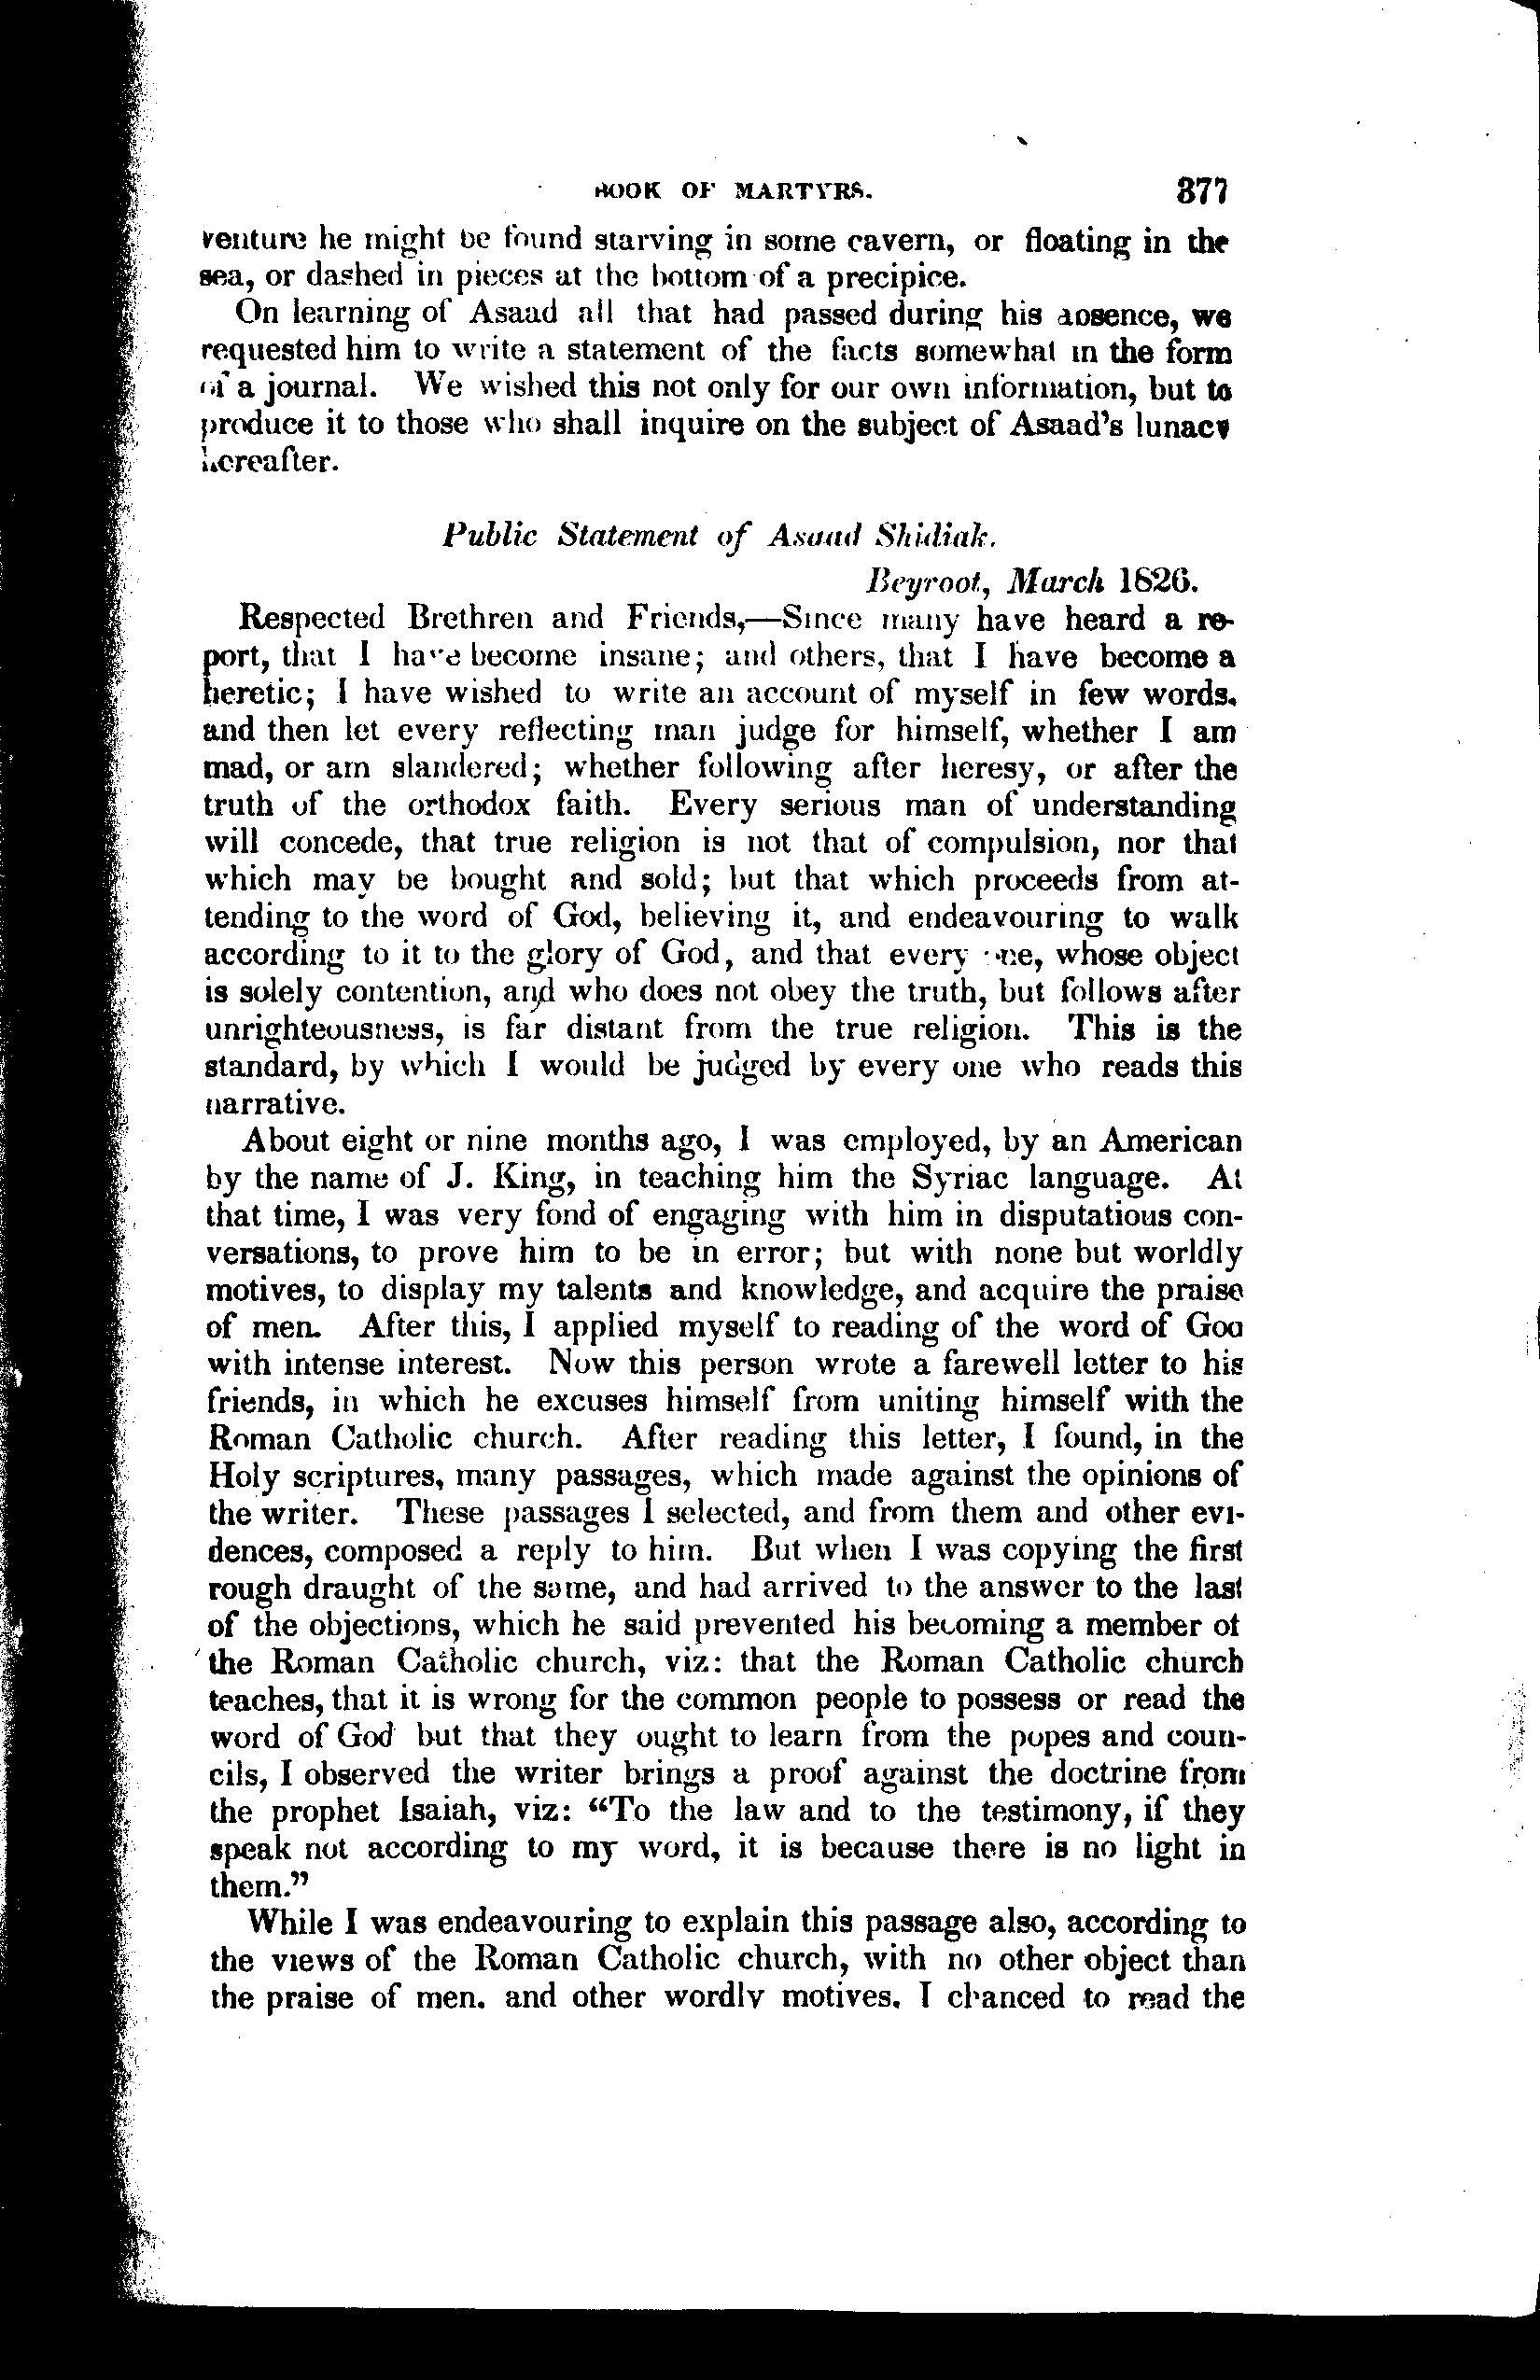 BOOK OF MARTYRS. 377
venture he might be found starving in some cavern, or floating in the
sea, or dashed in pieces at the bottom of a precipice.
On learning of Asaad all that had passed during his absence, we
requested him to write a statement of the facts somewhat in the form
of a journal. We wished this not only for our own information, but to
produce it to those who shall inquire on the subject of Asaad's lunacy
hereafter.
Public Statement of Asaad Shidiak.
Beyroot, March 1826.
Respected Brethren and Friends,—Since many have heard a re-
port, that I have become insane; and others, that I have become a
heretic; I have wished to write an account of myself in few words,
and then let every reflecting man judge for himself, whether I am
mad, or am slandered; whether following after heresy, or after the
truth of the orthodox faith. Every serious man of understanding
will concede, that true religion is not that of compulsion, nor that
which may be bought and sold; but that which proceeds from at-
tending to the word of God, believing it, and endeavouring to walk
according to it to the glory of God, and that every one, whose object
is solely contention, and who does not obey the truth, but follows after
unrighteousness, is far distant from the true religion. This is the
standard, by which I would be judged by every one who reads this
narrative.
About eight or nine months ago, I was employed, by an American
by the name of J. King, in teaching him the Syriac language. At
that time, I was very fond of engaging with him in disputatious con-
versations, to prove him to be in error; but with none but worldly
motives, to display my talents and knowledge, and acquire the praise
of men. After this, I applied myself to reading of the word of God
with intense interest. Now this person wrote a farewell letter to his
friends, in which he excuses himself from uniting himself with the
Roman Catholic church. After reading this letter, I found, in the
Holy scriptures, many passages, which made against the opinions of
the writer. These passages I selected, and from them and other evi-
dences, composed a reply to him. But when I was copying the first
rough draught of the same, and had arrived to the answer to the last
of the objections, which he said prevented his becoming a member of
the Roman Catholic church, viz: that the Roman Catholic church
teaches, that it is wrong for the common people to possess or read the
word of God but that they ought to learn from the popes and coun-
cils, I observed the writer brings a proof against the doctrine from
the prophet Isaiah, viz: “To the law and to the testimony, if they
speak not according to my word, it is because there is no light in
them.”
While I was endeavouring to explain this passage also, according to
the views of the Roman Catholic church, with no other object than
the praise of men, and other wordly motives, I chanced to read the